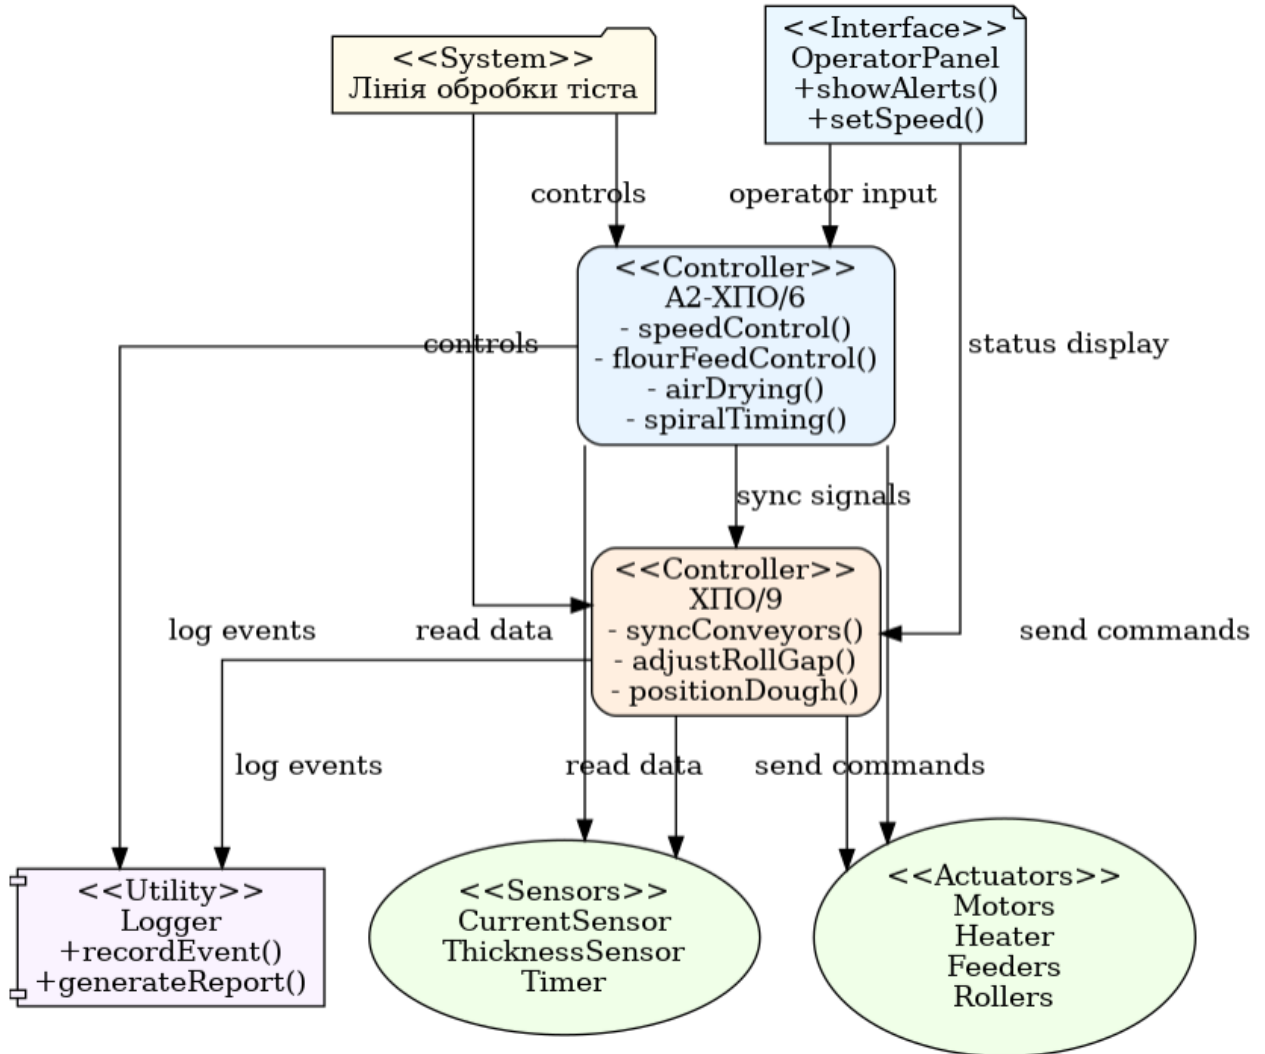 <<System>>
Лінія обробки тіста
<<Interface>>
OperatorPanel
+showAlerts()
+setSpeed()
controls
operator input
<<Controller>>
А2-ХПО/6
- speedControl()
- flourFeedControl()
- airDrying()
- spiralTiming()
controls
status display
sync signals
<<Controller>>
ХПО/9
- syncConveyors()
- adjustRollGap()
- positionDough()
log events
read data
send commands
log events
read data
send commands
<<Utility>>
Logger
+recordEvent()
+generateReport()
<<Sensors>>
CurrentSensor
ThicknessSensor
Timer
<<Actuators>>
Motors
Heater
Feeders
Rollers